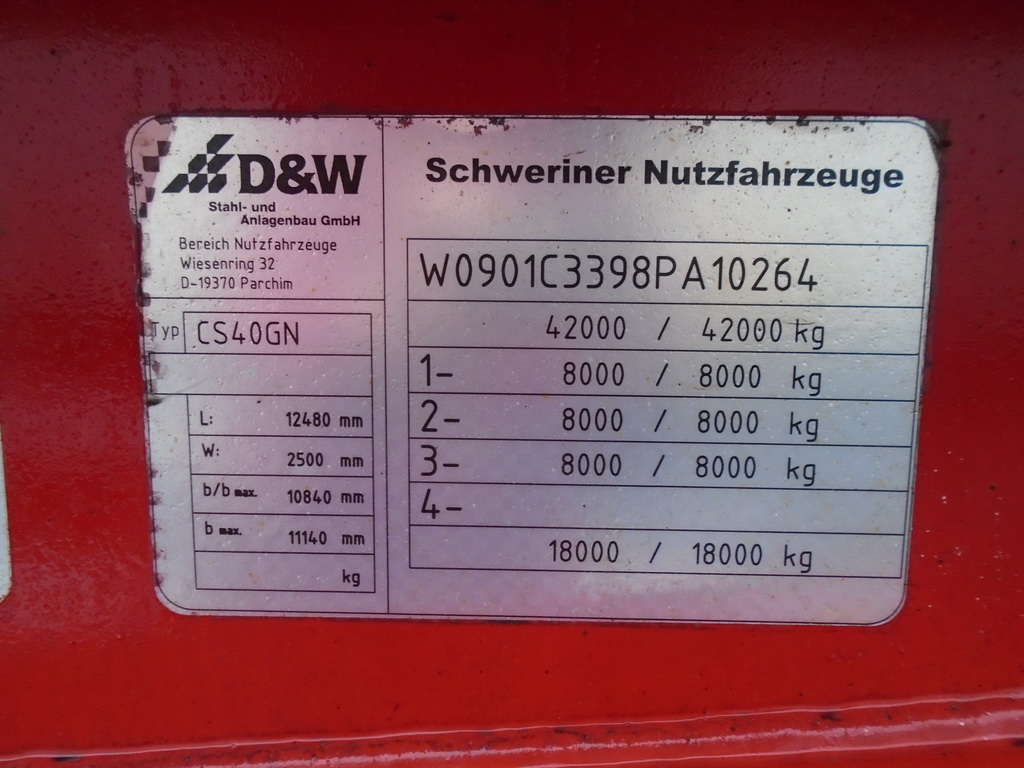 D&W
Stahl- und
Anlagenbau GmbH
Bereich Nutzfahrzeuge
Wiesenring 32
D-19370 Parchim
Typ CS40GN
L: 12480 mm
W: 2500 mm
b/b max. 10840 mm
b max. 11140 mm
kg
Schweriner Nutzfahrzeuge
W0901C3398PA10264
42000 / 42000 kg
1- 8000 / 8000 kg
2- 8000 / 8000 kg
3- 8000 / 8000 kg
4-
18000 / 18000 kg